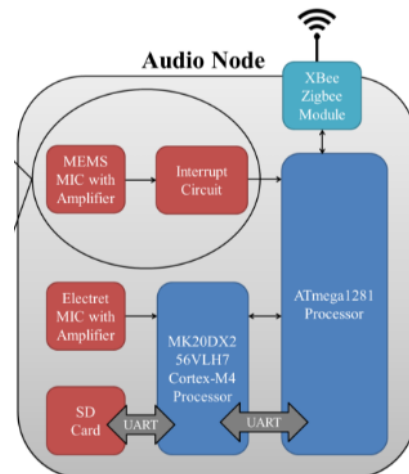 Audio Node
XBee
Zigbee
Module
MEMS
MIC with
Amplifier
Interrupt
Circuit
ATmega1281
Processor
Electret
MIC with
Amplifier
MK20DX2
56VLH7
Cortex-M4
Processor
SD
Card
UART
UART